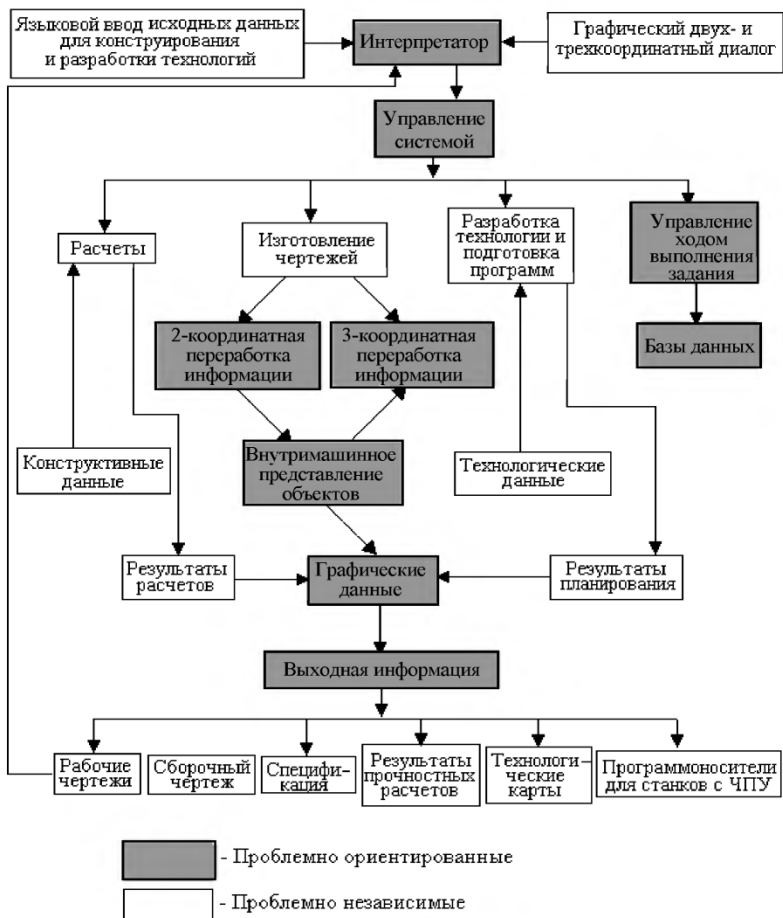 Языковой ввод исходных данных
для конструирования
и разработки технологий
Интерпретатор
Графический двух- и
трехкоординатный диалог
Управление
системой
Расчеты
Изготовление
чертежей
Разработка
технологии и
подготовка
программ
Управление
ходом
выполнения
задания
2-координатная
переработка
информации
3-координатная
переработка
информации
Базы данных
Конструктивные
данные
Внутримашинное
представление
объектов
Технологические
данные
Результаты
расчетов
Графические
данные
Результаты
планирования
Выходная информация
Рабочие
чертежи
Сборочный
чертеж
Специфи-
кация
Результаты
прочностных
расчетов
Технологи-
ческие
карты
Программоносители
для станков с ЧПУ
- Проблемно ориентированные
- Проблемно независимые